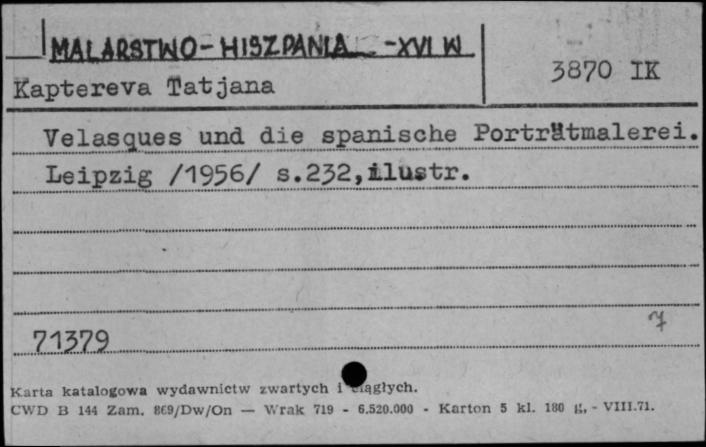 MALARSTWO - HISZPANIA - XVI W
Kaptereva Tatjana
3870 IK
Velasques und die spanische Porträtmalerei.
Leipzig /1956/ s.232, ilustr.
7
71379
Karta katalogowa wydawnictw zwartych i ciągłych.
CWD B 144 Zam. 869/Dw/On — Wrak 719 - 6.520.000 - Karton 5 kl. 180 g, - VIII.71.